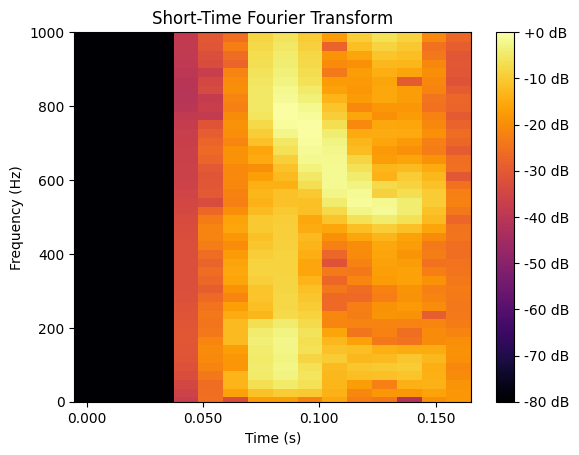 Short-Time Fourier Transform
1000
800
600
400
200
0
Frequency (Hz)
0.000
0.050
0.100
0.150
Time (s)
+0 dB
-10 dB
-20 dB
-30 dB
-40 dB
-50 dB
-60 dB
-70 dB
-80 dB